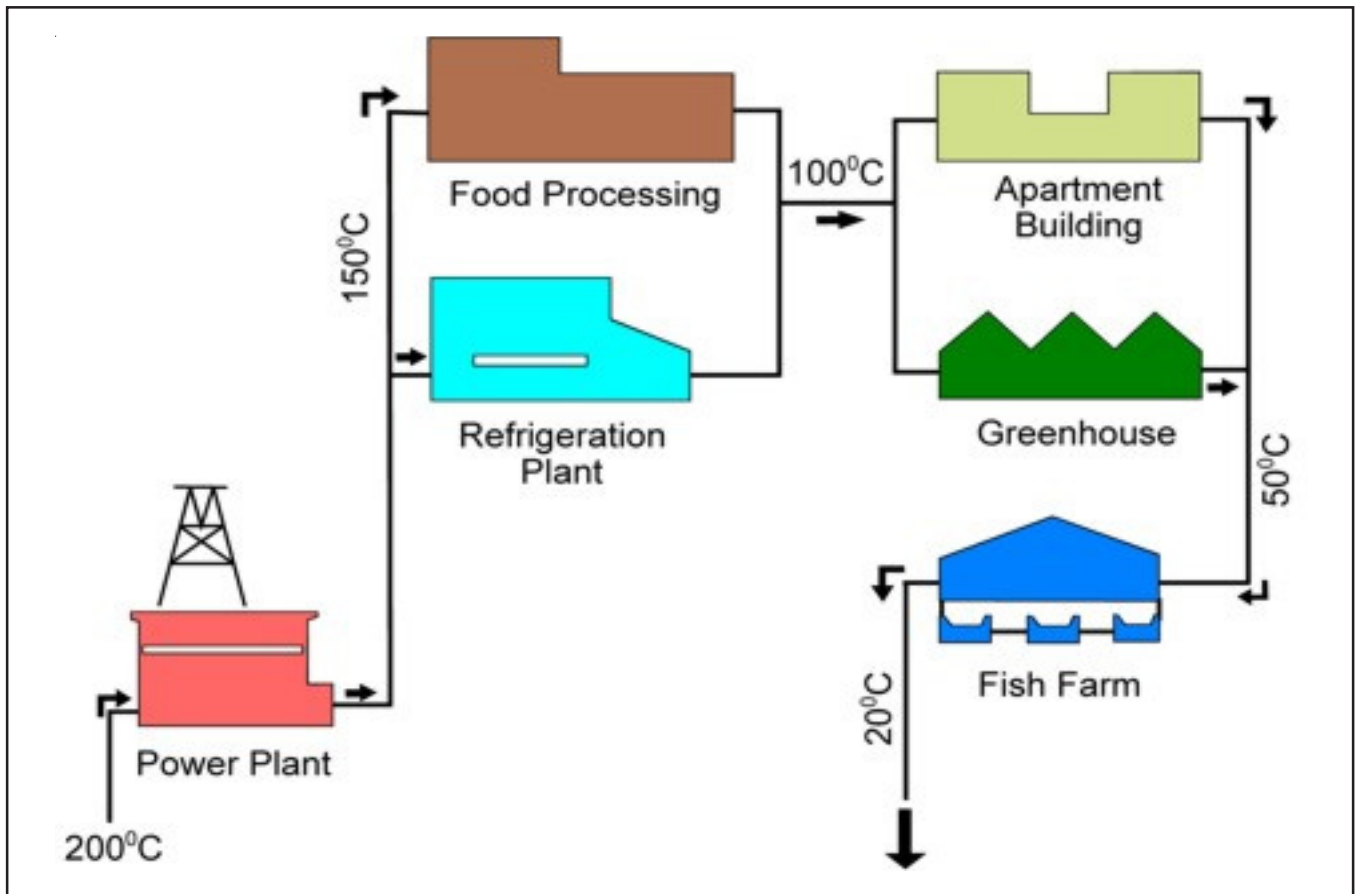 Food Processing
150⁰C
100⁰C
Apartment
Building
Refrigeration
Plant
Greenhouse
50⁰C
Fish Farm
20⁰C
Power Plant
200⁰C